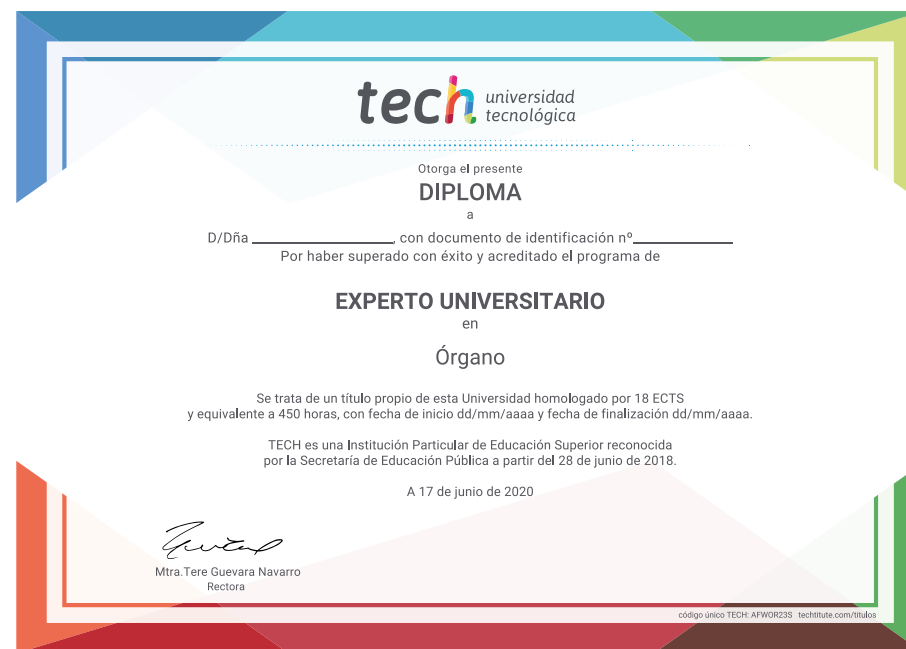 tech universidad
tecnológica
Otorga el presente
DIPLOMA
a
D/Dña ____________________, con documento de identificación nº______________
Por haber superado con éxito y acreditado el programa de
EXPERTO UNIVERSITARIO
en
Órgano
Se trata de un título propio de esta Universidad homologado por 18 ECTS
y equivalente a 450 horas, con fecha de inicio dd/mm/aaaa y fecha de finalización dd/mm/aaaa.
TECH es una Institución Particular de Educación Superior reconocida
por la Secretaría de Educación Pública a partir del 28 de junio de 2018.
A 17 de junio de 2020
Mtra.Tere Guevara Navarro
Rectora
código único TECH: AFWOR23S techtitute.com/titulos